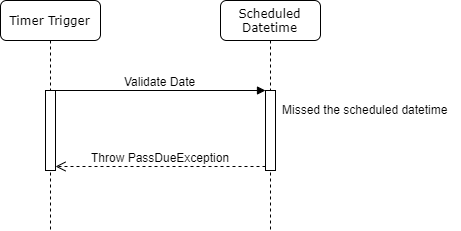 Timer Trigger
Scheduled
Datetime
Validate Date
Missed the scheduled datetime
Throw PassDueException